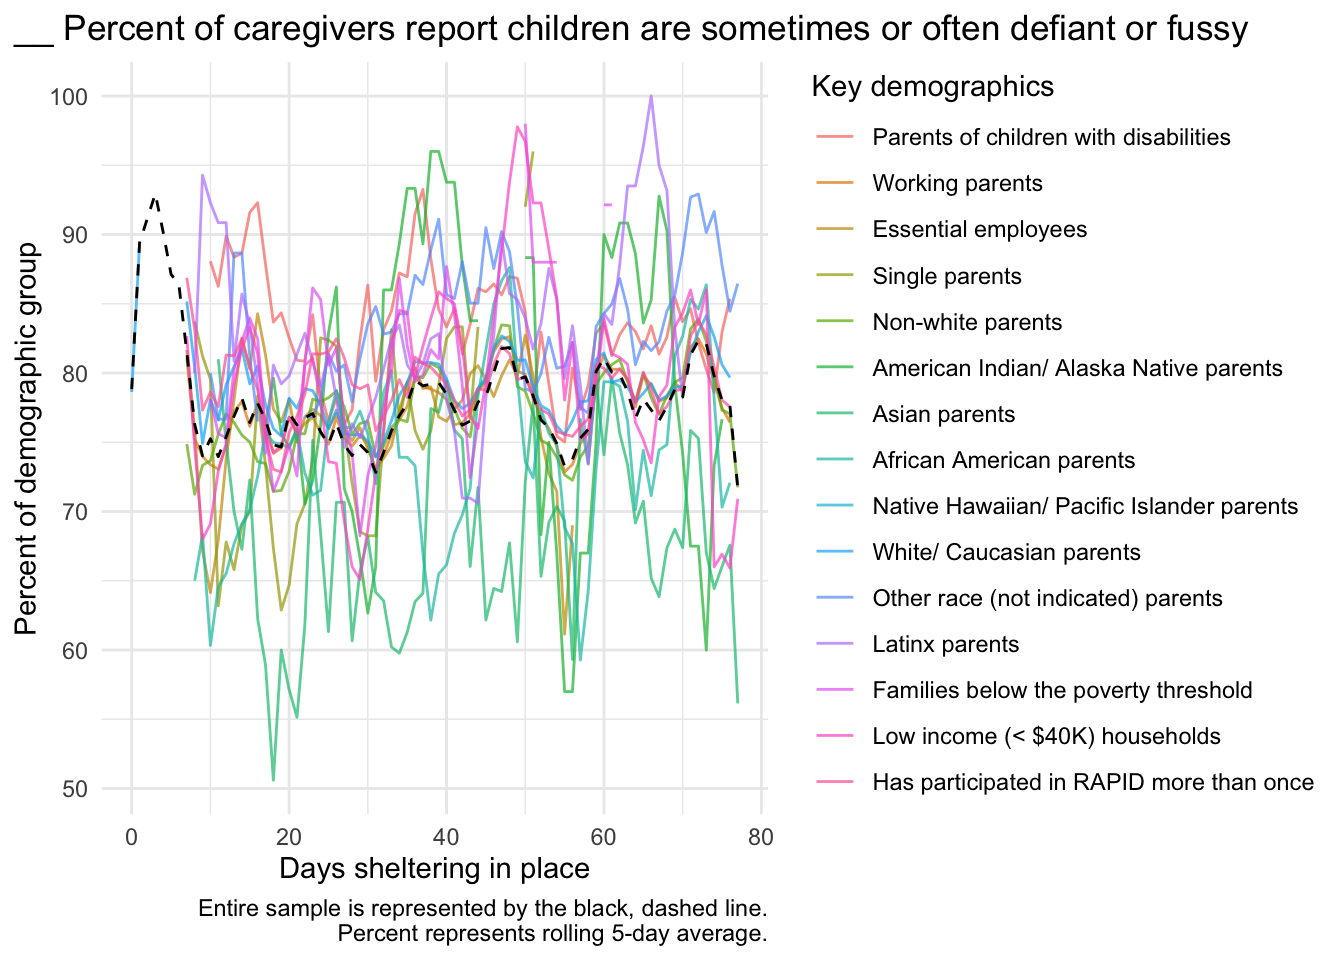 __ Percent of caregivers report children are sometimes or often defiant or fussy
Percent of demographic group
100
90
80
70
60
50
0
20
40
60
80
Days sheltering in place
Key demographics
Parents of children with disabilities
Working parents
Essential employees
Single parents
Non-white parents
American Indian/ Alaska Native parents
Asian parents
African American parents
Native Hawaiian/ Pacific Islander parents
White/ Caucasian parents
Other race (not indicated) parents
Latinx parents
Families below the poverty threshold
Low income (< $40K) households
Has participated in RAPID more than once
Entire sample is represented by the black, dashed line.
Percent represents rolling 5-day average.